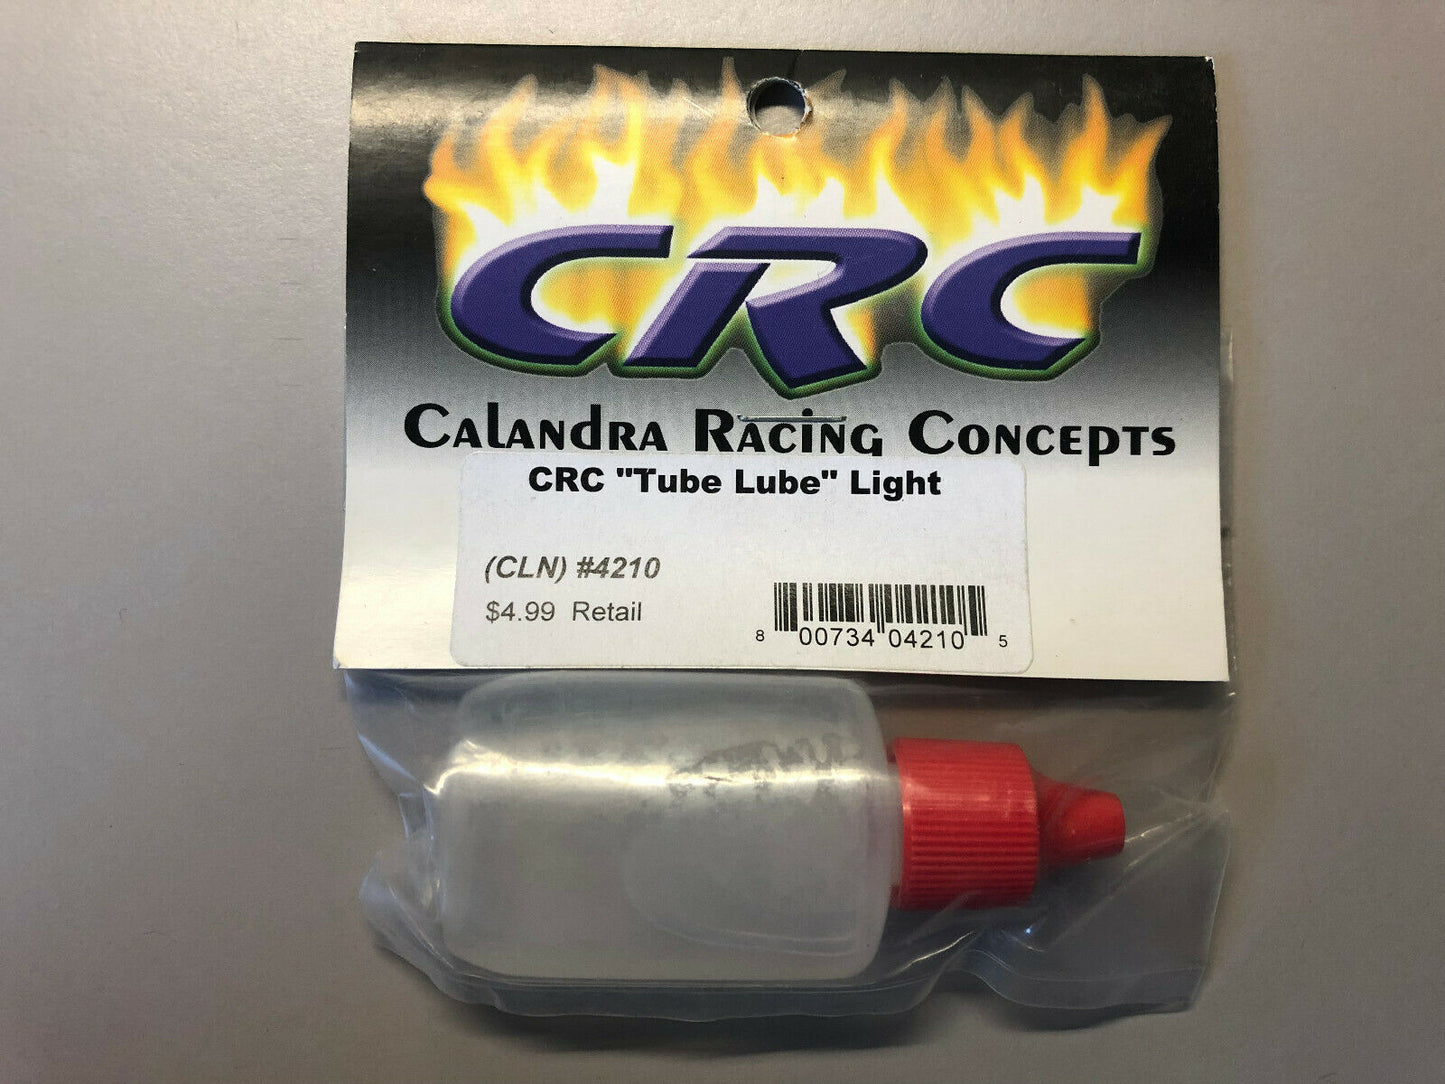 CRC
Calandra Racing Concepts
CRC "Tube Lube" Light
(CLN) #4210
$4.99 Retail
8 00734 04210 5